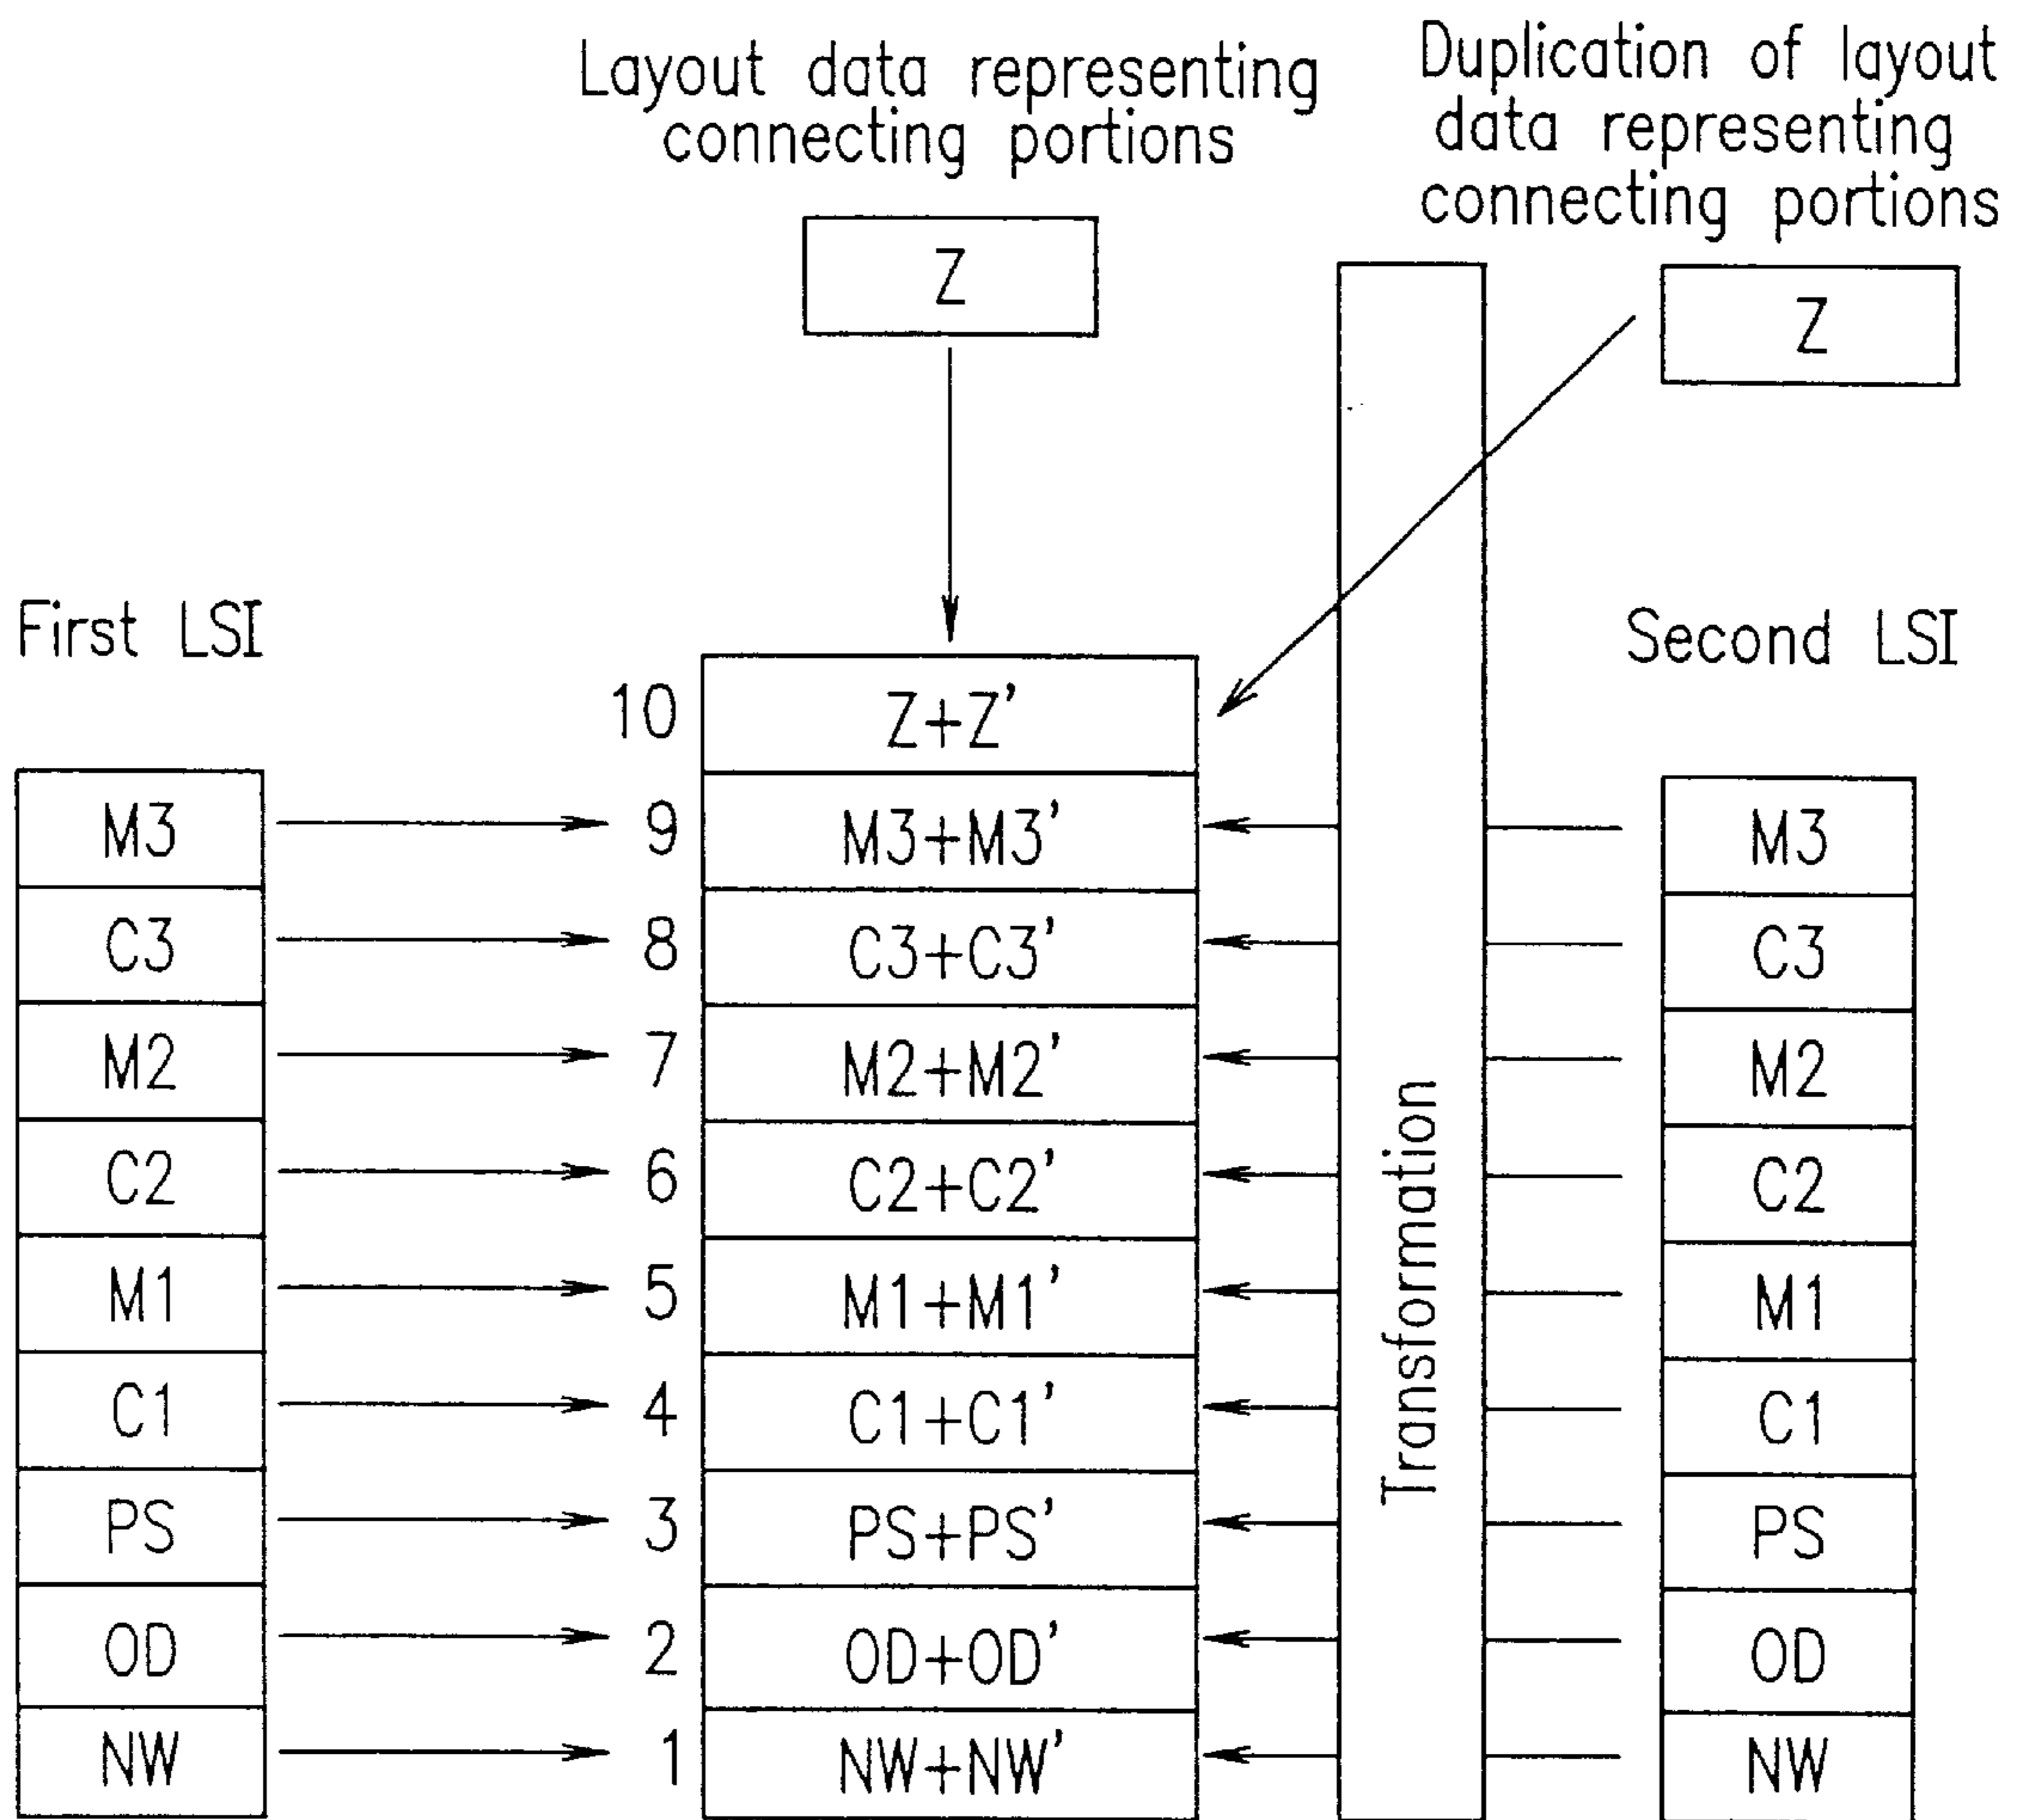 Layout data representing
connecting portions
Duplication of layout
data representing
connecting portions
Z
Z
First LSI
Second LSI
10 Z+Z'
M3 9 M3+M3' M3
C3 8 C3+C3' C3
M2 7 M2+M2' M2
C2 6 C2+C2' C2
M1 5 M1+M1' M1
C1 4 C1+C1' C1
PS 3 PS+PS' PS
OD 2 OD+OD' OD
NW 1 NW+NW' NW
Transformation